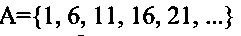 A={1, 6, 11, 16, 21, ...}